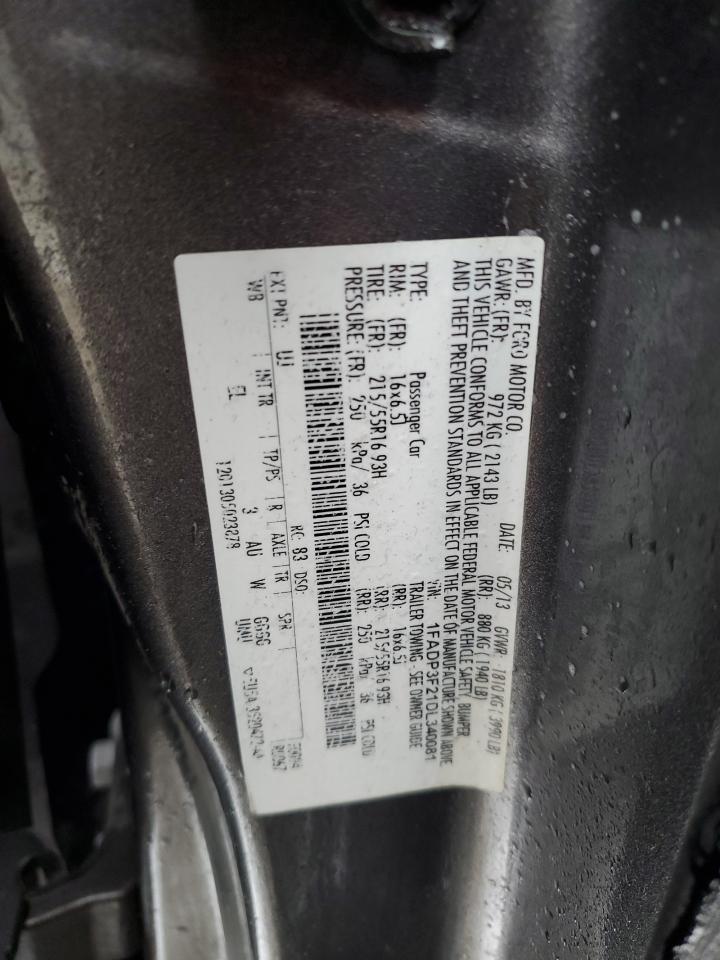 MFD. BY FORD MOTOR CO.
DATE: 05/13 GVWR: 1810 KG (3990 LB)
GAWR: (FR): 972 KG (2143 LB) (RR): 880 KG (1940 LB)
THIS VEHICLE CONFORMS TO ALL APPLICABLE FEDERAL MOTOR VEHICLE SAFETY BUMPER
AND THEFT PREVENTION STANDARDS IN EFFECT ON THE DATE OF MANUFACTURE SHOWN ABOVE
VIN: 1FADP3F21DL340081
TYPE: Passenger Car TRAILER TOWING - SEE OWNER GUIDE
RIM: (FR): 16x6.5J (RR): 16x6.5J
TIRE: (FR): 215/55R16 93H (RR): 215/55R16 93H
PRESSURE: (FR): 250 kPa/ 36 PSI COLD (RR): 250 kPa/ 36 PSI COLD
EXT PNT: UJ RC: 83 DSO:
WB INT TR TP/PS R AXLE TR SPR
EL 3 AU W
1201305023278